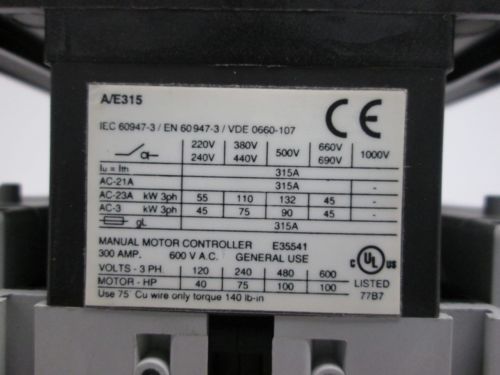 A/E315
CE
IEC 60947-3 / EN 60947-3 / VDE 0660-107
220V 240V 380V 440V 500V 660V 690V 1000V
Iu = Ith 315A
AC-21A 315A -
AC-23A kW 3ph 55 110 132 45 -
AC-3 kW 3ph 45 75 90 45 -
gL 315A
MANUAL MOTOR CONTROLLER E35541
300 AMP. 600 V A.C. GENERAL USE
VOLTS - 3 PH. 120 240 480 600
MOTOR - HP 40 75 100 100
Use 75 Cu wire only torque 140 lb-in
C UL US
LISTED
77B7